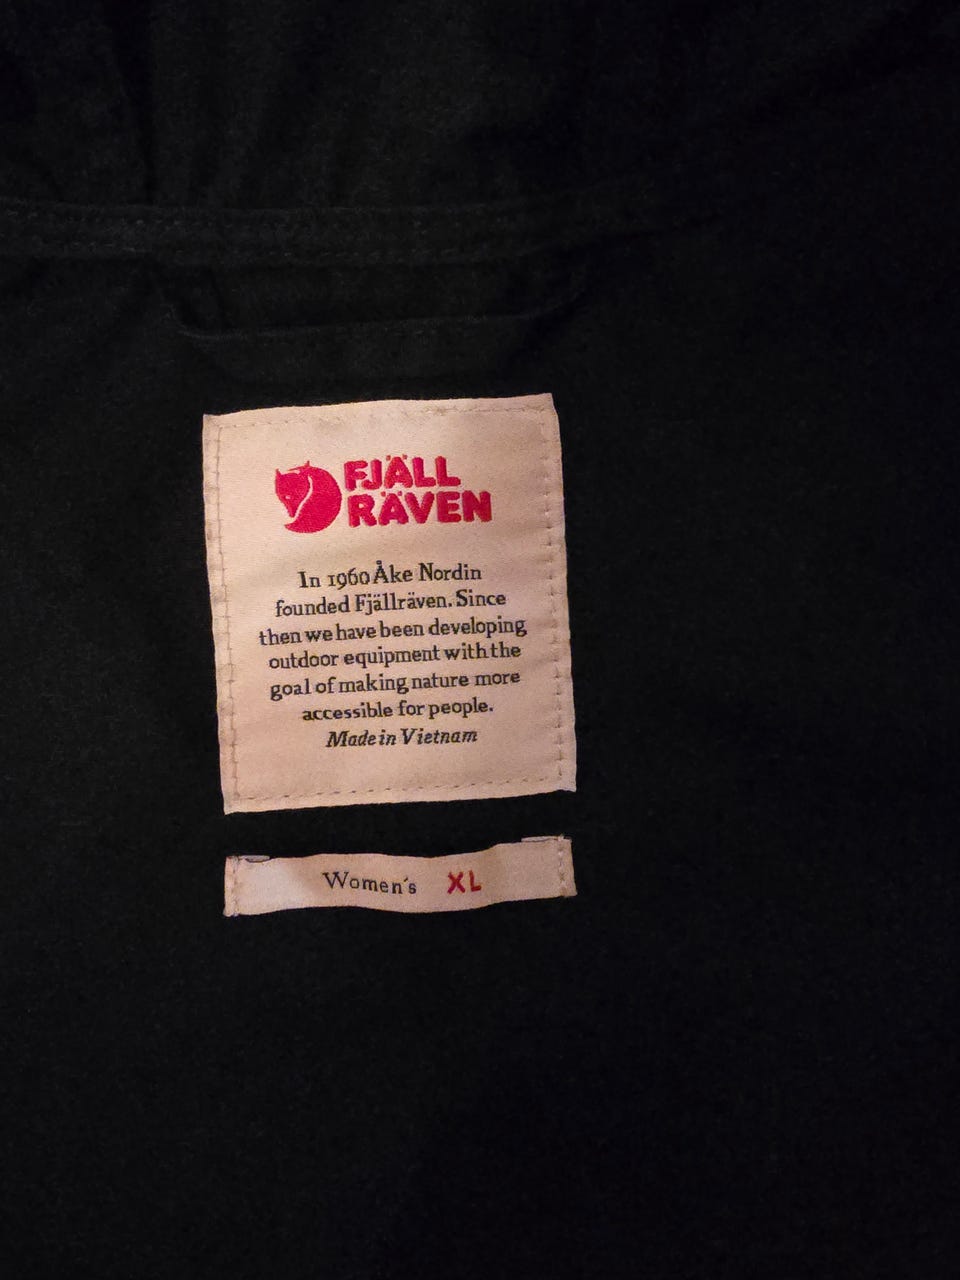 FJÄLL
RÄVEN
In 1960 Åke Nordin
founded Fjällräven. Since
then we have been developing
outdoor equipment with the
goal of making nature more
accessible for people.
Made in Vietnam
Women's XL